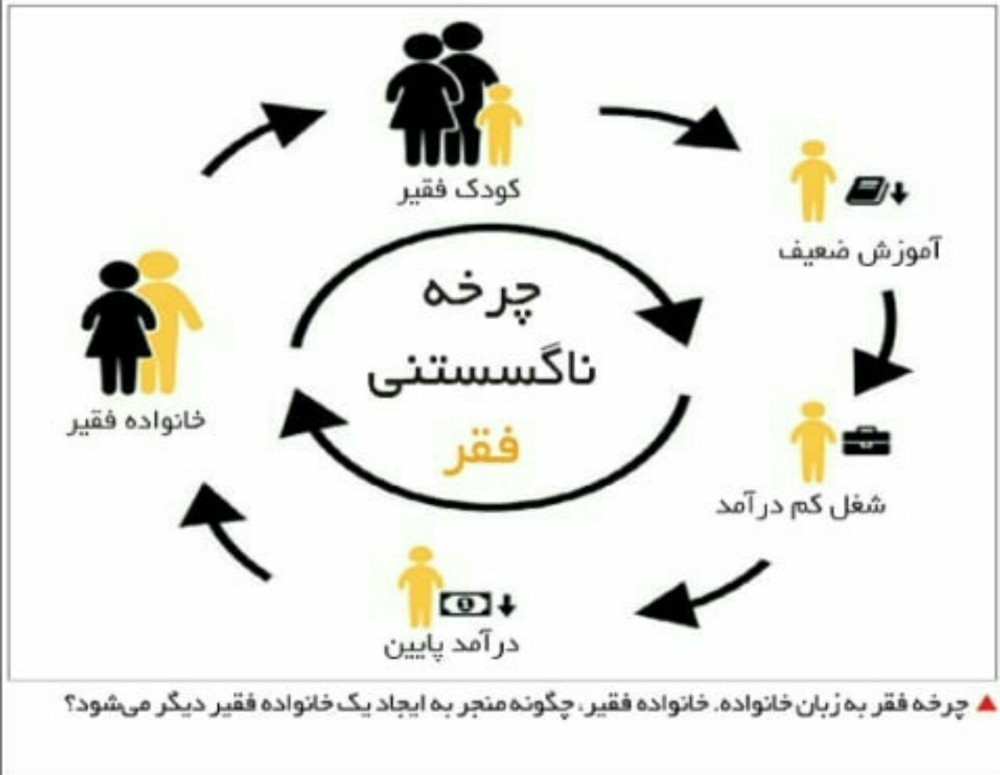 کودک فقیر
آموزش ضعیف
شغل کم درآمد
درآمد پایین
خانواده فقیر
چرخه
ناگسستنی
فقر
چرخه فقر به زبان خانواده. خانواده فقیر، چگونه منجر به ایجاد یک خانواده فقیر دیگر می‌شود؟